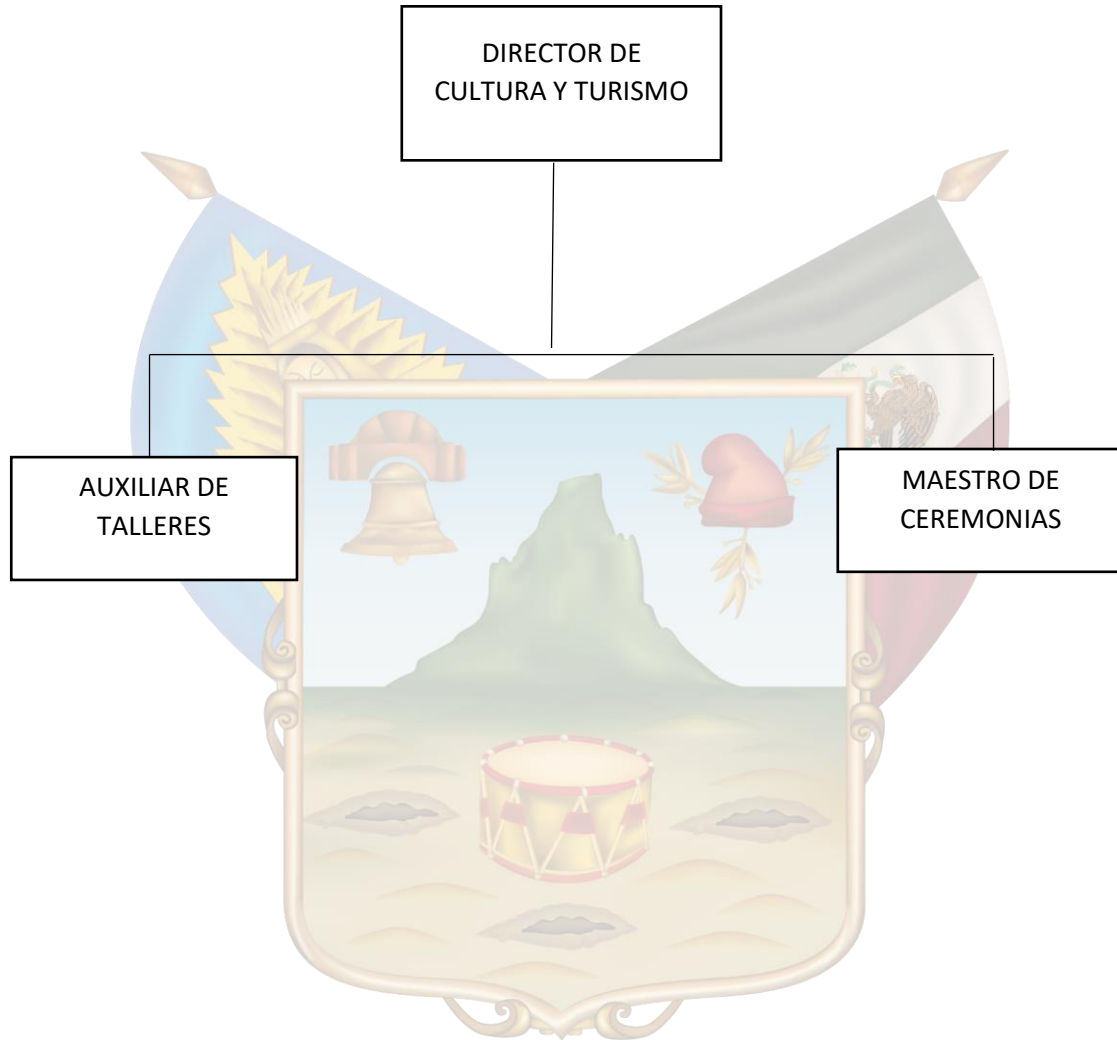 DIRECTOR DE
CULTURA Y TURISMO
AUXILIAR DE
TALLERES
MAESTRO DE
CEREMONIAS